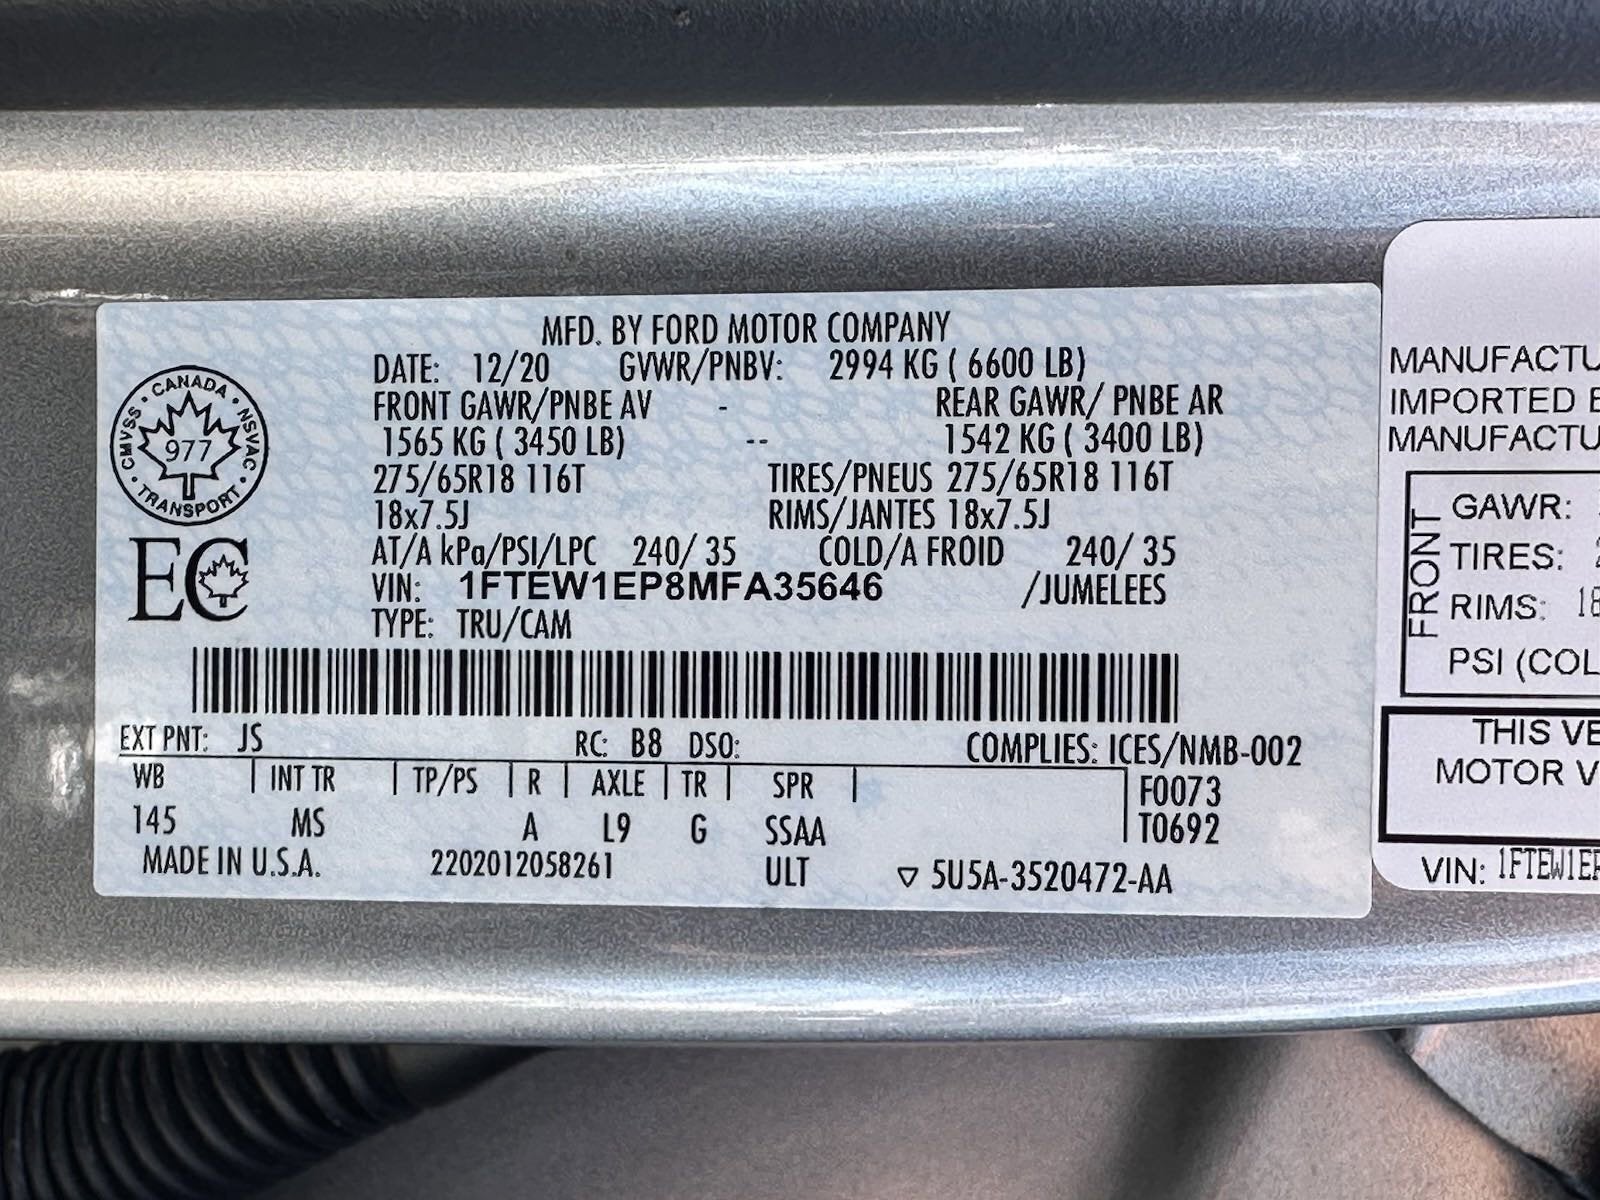 MFD. BY FORD MOTOR COMPANY
DATE: 12/20 GVWR/PNBV: 2994 KG ( 6600 LB)
FRONT GAWR/PNBE AV - REAR GAWR/ PNBE AR
1565 KG ( 3450 LB) -- 1542 KG ( 3400 LB)
275/65R18 116T TIRES/PNEUS 275/65R18 116T
18x7.5J RIMS/JANTES 18x7.5J
AT/A kPa/PSI/LPC 240/ 35 COLD/A FROID 240/ 35
VIN: 1FTEW1EP8MFA35646 /JUMELEES
TYPE: TRU/CAM
CMVSS • CANADA • NSVAC • TRANSPORT •
977
EC
EXT PNT: JS RC: B8 DSO: COMPLIES: ICES/NMB-002
WB | INT TR | TP/PS | R | AXLE | TR | SPR | F0073
145 MS A L9 G SSAA T0692
MADE IN U.S.A. 2202012058261 ULT ▽ 5U5A-3520472-AA
MANUFACTU
IMPORTED
MANUFACTU
FRONT
GAWR:
TIRES:
RIMS: 18
PSI (COL
THIS VE
MOTOR V
VIN: 1FTEW1E